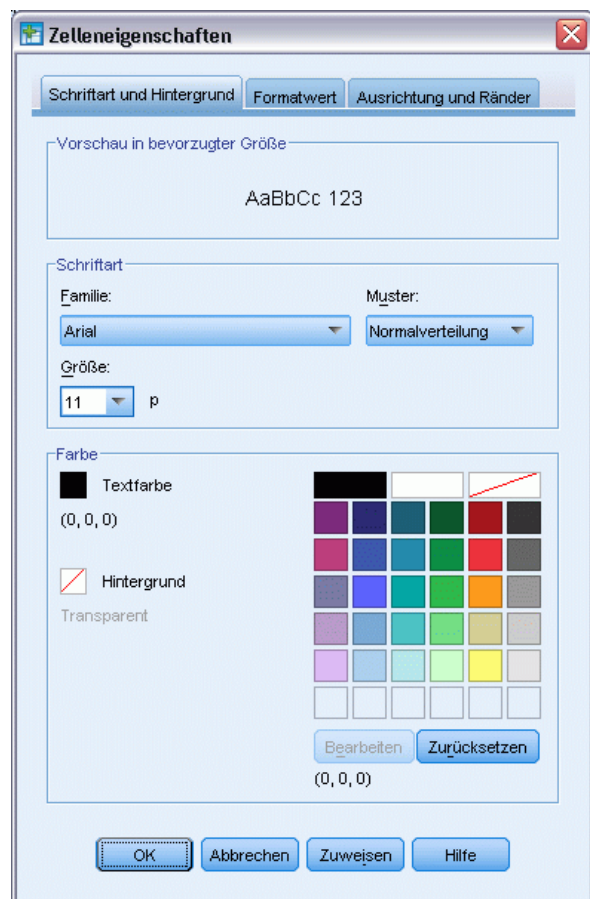 Zelleneigenschaften
Schriftart und Hintergrund Formatwert Ausrichtung und Ränder
Vorschau in bevorzugter Größe
AaBbCc 123
Schriftart
Familie: Muster:
Arial Normalverteilung
Größe:
11 p
Farbe
Textfarbe
(0, 0, 0)
Hintergrund
Transparent
Bearbeiten Zurücksetzen
(0, 0, 0)
OK Abbrechen Zuweisen Hilfe